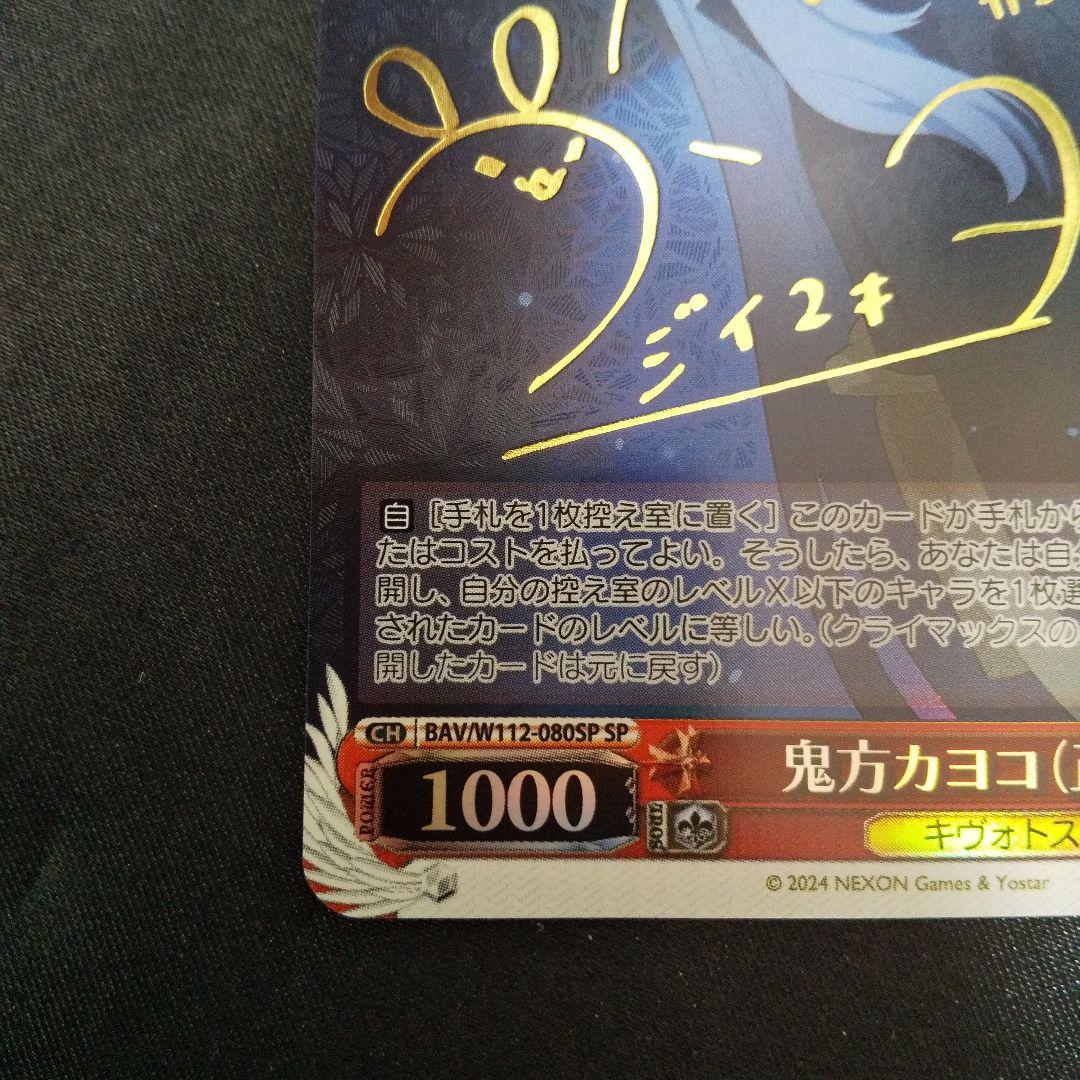 ジイユキ
自 [手札を1枚控え室に置く] このカードが手札から
たはコストを払ってよい。そうしたら、あなたは自分
開し、自分の控え室のレベルX以下のキャラを1枚選
されたカードのレベルに等しい。(クライマックスの
開したカードは元に戻す)
CH BAV/W112-080SP SP
POWER 1000
SOUL
鬼方カヨコ(正
キヴォトス
© 2024 NEXON Games & Yostar